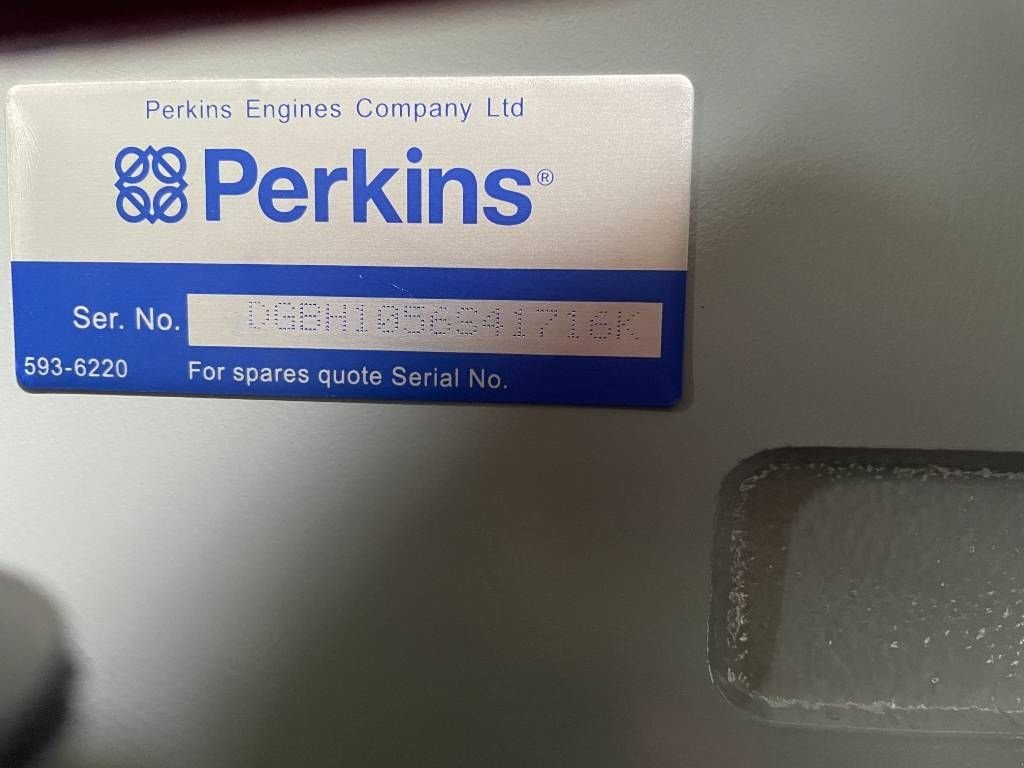 Perkins Engines Company Ltd
Perkins®
Ser. No. DGBH1056S41716K
593-6220
For spares quote Serial No.